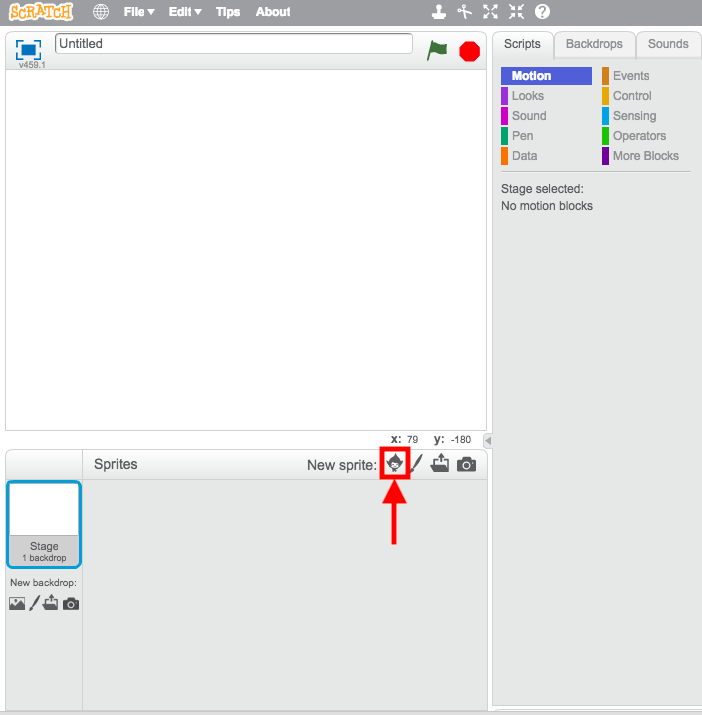 SCRATCH File Edit Tips About
v459.1
Untitled
Scripts Backdrops Sounds
Motion Events
Looks Control
Sound Sensing
Pen Operators
Data More Blocks
Stage selected:
No motion blocks
x: 79 y: -180
Sprites New sprite:
Stage
1 backdrop
New backdrop: